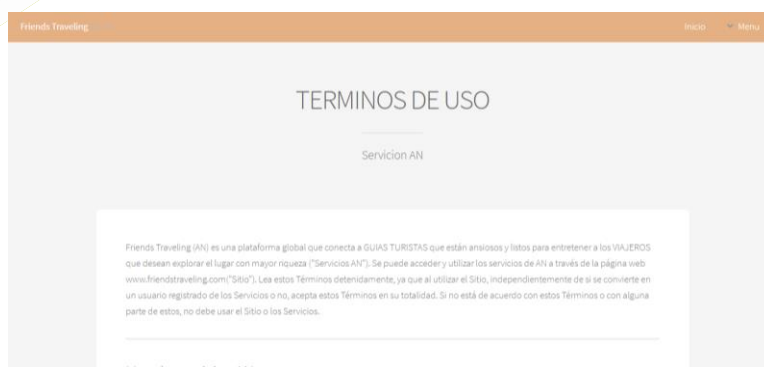 Friends Traveling
Inicio
Menu
TERMINOS DE USO
Servicion AN
Friends Traveling (AN) es una plataforma global que conecta a GUIAS TURISTAS que están ansiosos y listos para entretener a los VIAJEROS
que desean explorar el lugar con mayor riqueza ("Servicios AN"). Se puede acceder y utilizar los servicios de AN a través de la página web
www.friendstraveling.com("Sitio"). Lea estos Términos detenidamente, ya que al utilizar el Sitio, independientemente de si se convierte en
un usuario registrado de los Servicios o no, acepta estos Términos en su totalidad. Si no está de acuerdo con estos Términos o con alguna
parte de estos, no debe usar el Sitio o los Servicios.